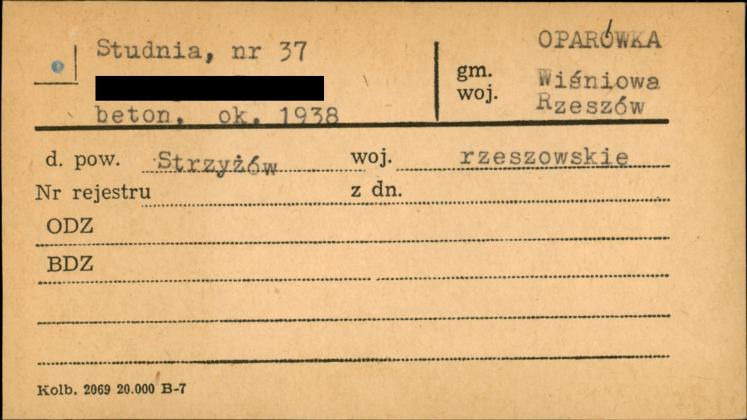 Studnia, nr 37
beton, ok. 1938
OPARÓWKA
gm. Wiśniowa
woj. Rzeszów
d. pow. Strzyżów woj. rzeszowskie
Nr rejestru z dn.
ODZ
BDZ
Kolb. 2069 20.000 B-7